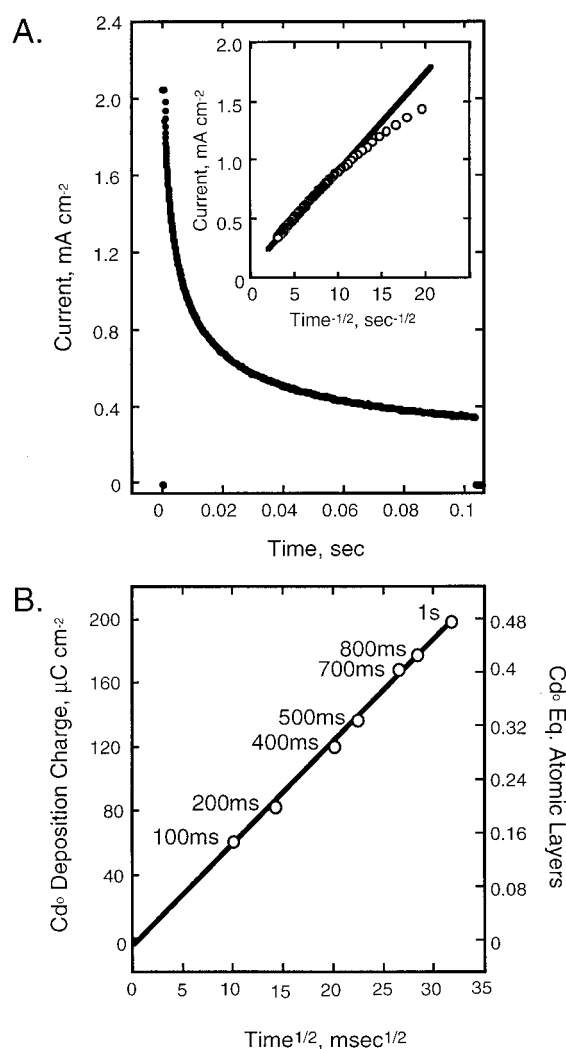 A.
2.4
2.0
1.6
1.2
0.8
0.4
0
Current, mA cm-2
0 0.02 0.04 0.06 0.08 0.1
Time, sec
2.0
1.5
1.0
0.5
0
Current, mA cm-2
0 5 10 15 20
Time-1/2, sec-1/2
B.
200
160
120
80
40
0
Cdo Deposition Charge, μC cm-2
1s
800ms
700ms
500ms
400ms
200ms
100ms
0.48
0.4
0.32
0.28
0.16
0.08
0
Cdo Eq. Atomic Layers
0 5 10 15 20 25 30 35
Time1/2, msec1/2